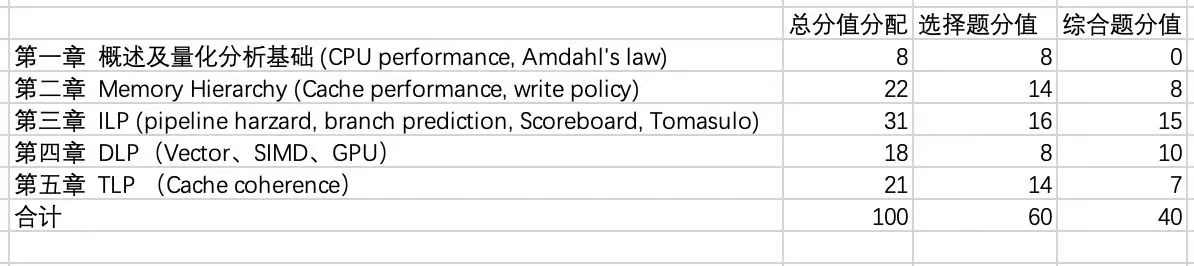 总分值分配 选择题分值 综合题分值
第一章 概述及量化分析基础 (CPU performance, Amdahl's law) 8 8 0
第二章 Memory Hierarchy (Cache performance, write policy) 22 14 8
第三章 ILP (pipeline harzard, branch prediction, Scoreboard, Tomasulo) 31 16 15
第四章 DLP（Vector、SIMD、GPU） 18 8 10
第五章 TLP （Cache coherence） 21 14 7
合计 100 60 40